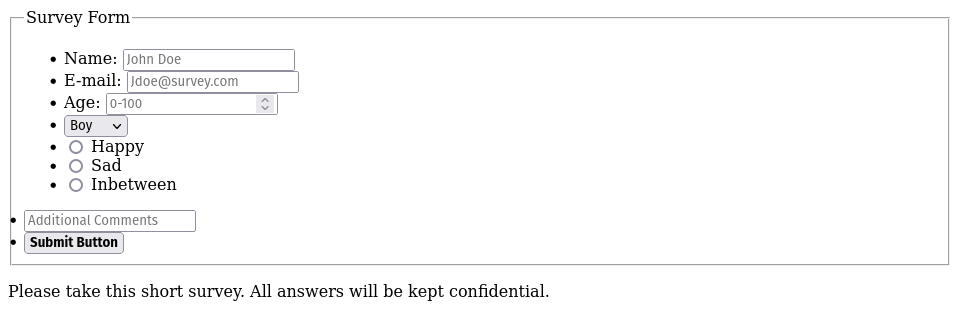 Survey Form
Name: John Doe
E-mail: Jdoe@survey.com
Age: 0-100
Boy
Happy
Sad
Inbetween
Additional Comments
Submit Button
Please take this short survey. All answers will be kept confidential.